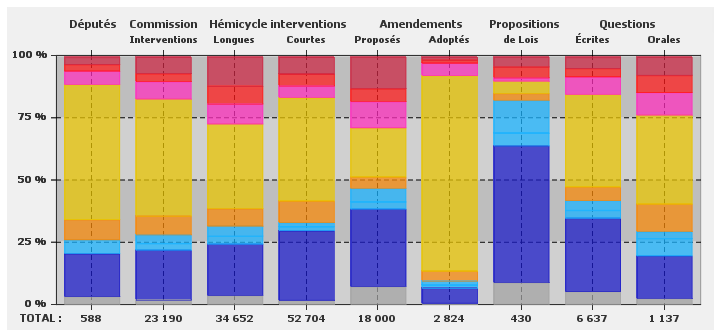 Députés Commission Hémicycle interventions Amendements Propositions Questions
Interventions Longues Courtes Proposés Adoptés de Lois Écrites Orales
100 %
75 %
50 %
25 %
0 %
TOTAL : 588 23 190 34 652 52 704 18 000 2 824 430 6 637 1 137